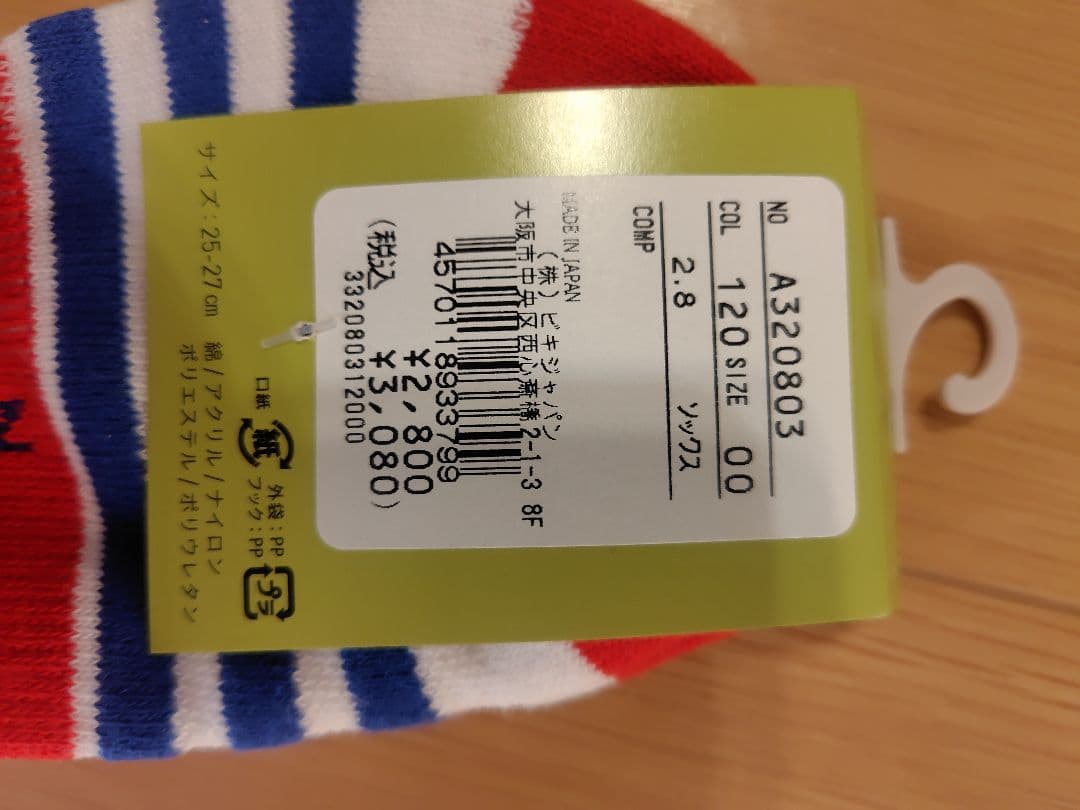 NO A3208803
COL 120 SIZE 00
2.8 ソックス
COMP
MADE IN JAPAN
(株)ビキジャパン
大阪市中央区西心斎橋2-1-3 8F
4570118933799
¥2,800
(税込 ¥3,080)
33208031 2000
サイズ:25-27cm 綿/アクリル/ナイロン
ポリエステル/ポリウレタン
口紙
紙
外袋:PP
フック:PP
プラ